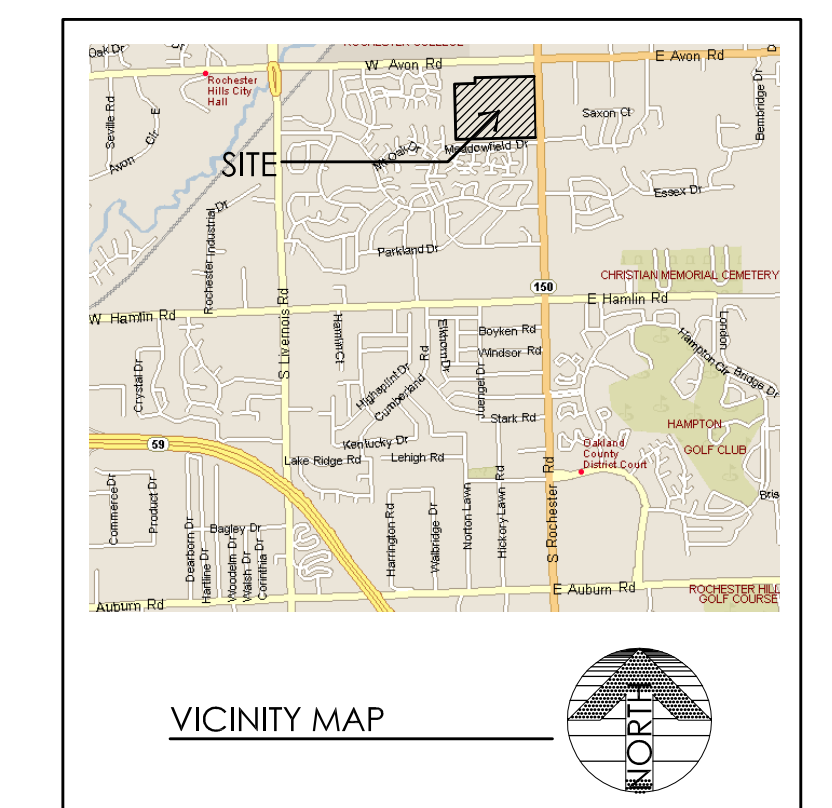 Oak Dr
ROCHESTER COLLEGE
W Avon Rd
E Avon Rd
D
Rochester
Hills City
Hall
Seville Rd
Avon Cir E
Saxon Ct
Bembridge Dr
Mt Oak Dr
Meadowfield Dr
SITE
Essex Dr
Rochester Industrial Dr
Parkland Dr
CHRISTIAN MEMORIAL CEMETERY
150
E Hamlin Rd
W Hamlin Rd
S Livernois Rd
Hamlin Ct
Elkhorn Dr
Boyken Rd
Windsor Rd
London
Hampton Cir
Bridge Dr
Crystal Dr
Highsplint Dr
Cumberland Rd
Juengel Dr
Stark Rd
HAMPTON
GOLF CLUB
59
Kentucky Dr
Lake Ridge Rd
Lehigh Rd
Oakland
County
District Court
Commerce Dr
Product Dr
Bris
Dearborn Dr
Hartline Dr
Bagley Dr
Woodelm Dr
Walsh Dr
Corinthia Dr
Harrington Rd
Walbridge Dr
Norton Lawn
Hickory Lawn Rd
S Rochester Rd
Auburn Rd
E Auburn Rd
ROCHESTER HILL
GOLF COURSE
VICINITY MAP
NORTH